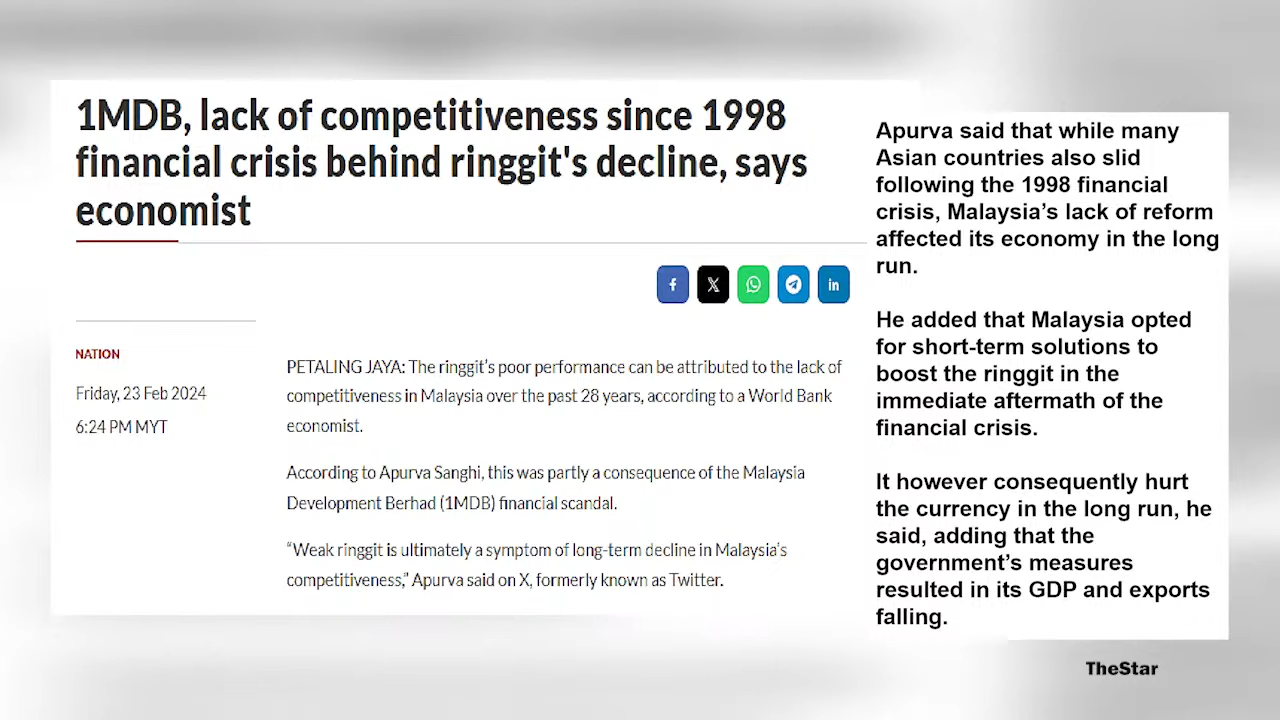 1MDB, lack of competitiveness since 1998
financial crisis behind ringgit's decline, says
economist
NATION
Friday, 23 Feb 2024
6:24 PM MYT
PETALING JAYA: The ringgit's poor performance can be attributed to the lack of
competitiveness in Malaysia over the past 28 years, according to a World Bank
economist.
According to Apurva Sanghi, this was partly a consequence of the Malaysia
Development Berhad (1MDB) financial scandal.
“Weak ringgit is ultimately a symptom of long-term decline in Malaysia's
competitiveness,” Apurva said on X, formerly known as Twitter.
Apurva said that while many
Asian countries also slid
following the 1998 financial
crisis, Malaysia's lack of reform
affected its economy in the long
run.
He added that Malaysia opted
for short-term solutions to
boost the ringgit in the
immediate aftermath of the
financial crisis.
It however consequently hurt
the currency in the long run, he
said, adding that the
government's measures
resulted in its GDP and exports
falling.
TheStar